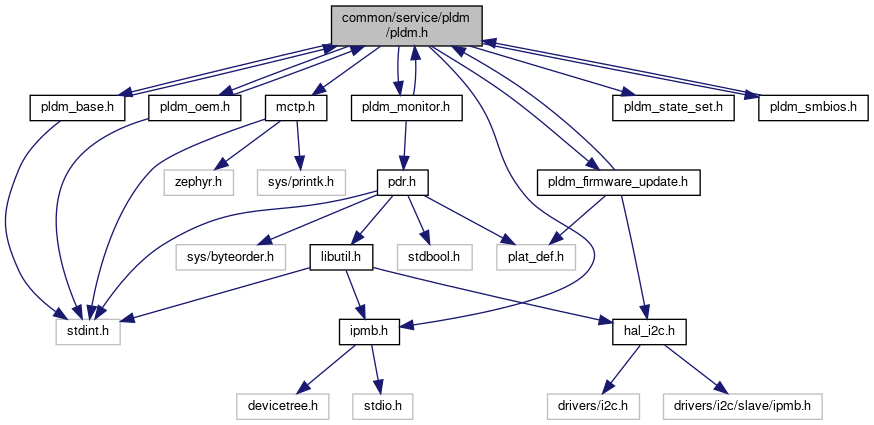 common/service/pldm
/pldm.h
pldm_base.h
pldm_oem.h
mctp.h
pldm_monitor.h
pldm_state_set.h
pldm_smbios.h
zephyr.h
sys/printk.h
pdr.h
pldm_firmware_update.h
sys/byteorder.h
libutil.h
stdbool.h
plat_def.h
stdint.h
ipmb.h
hal_i2c.h
devicetree.h
stdio.h
drivers/i2c.h
drivers/i2c/slave/ipmb.h